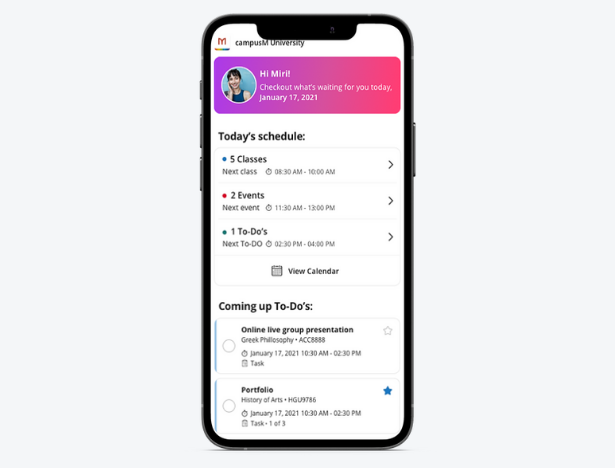 campusM University
Hi Miri!
Checkout what's waiting for you today,
January 17, 2021
Today's schedule:
5 Classes
Next class 08:30 AM - 10:00 AM
2 Events
Next event 11:30 AM - 13:00 PM
1 To-Do's
Next To-DO 02:30 PM - 04:00 PM
View Calendar
Coming up To-Do's:
Online live group presentation
Greek Phillosophy • ACC8888
January 17, 2021 10:30 AM - 02:30 PM
Task
Portfolio
History of Arts • HGU9786
January 17, 2021 10:30 AM - 02:30 PM
Task - 1 of 3